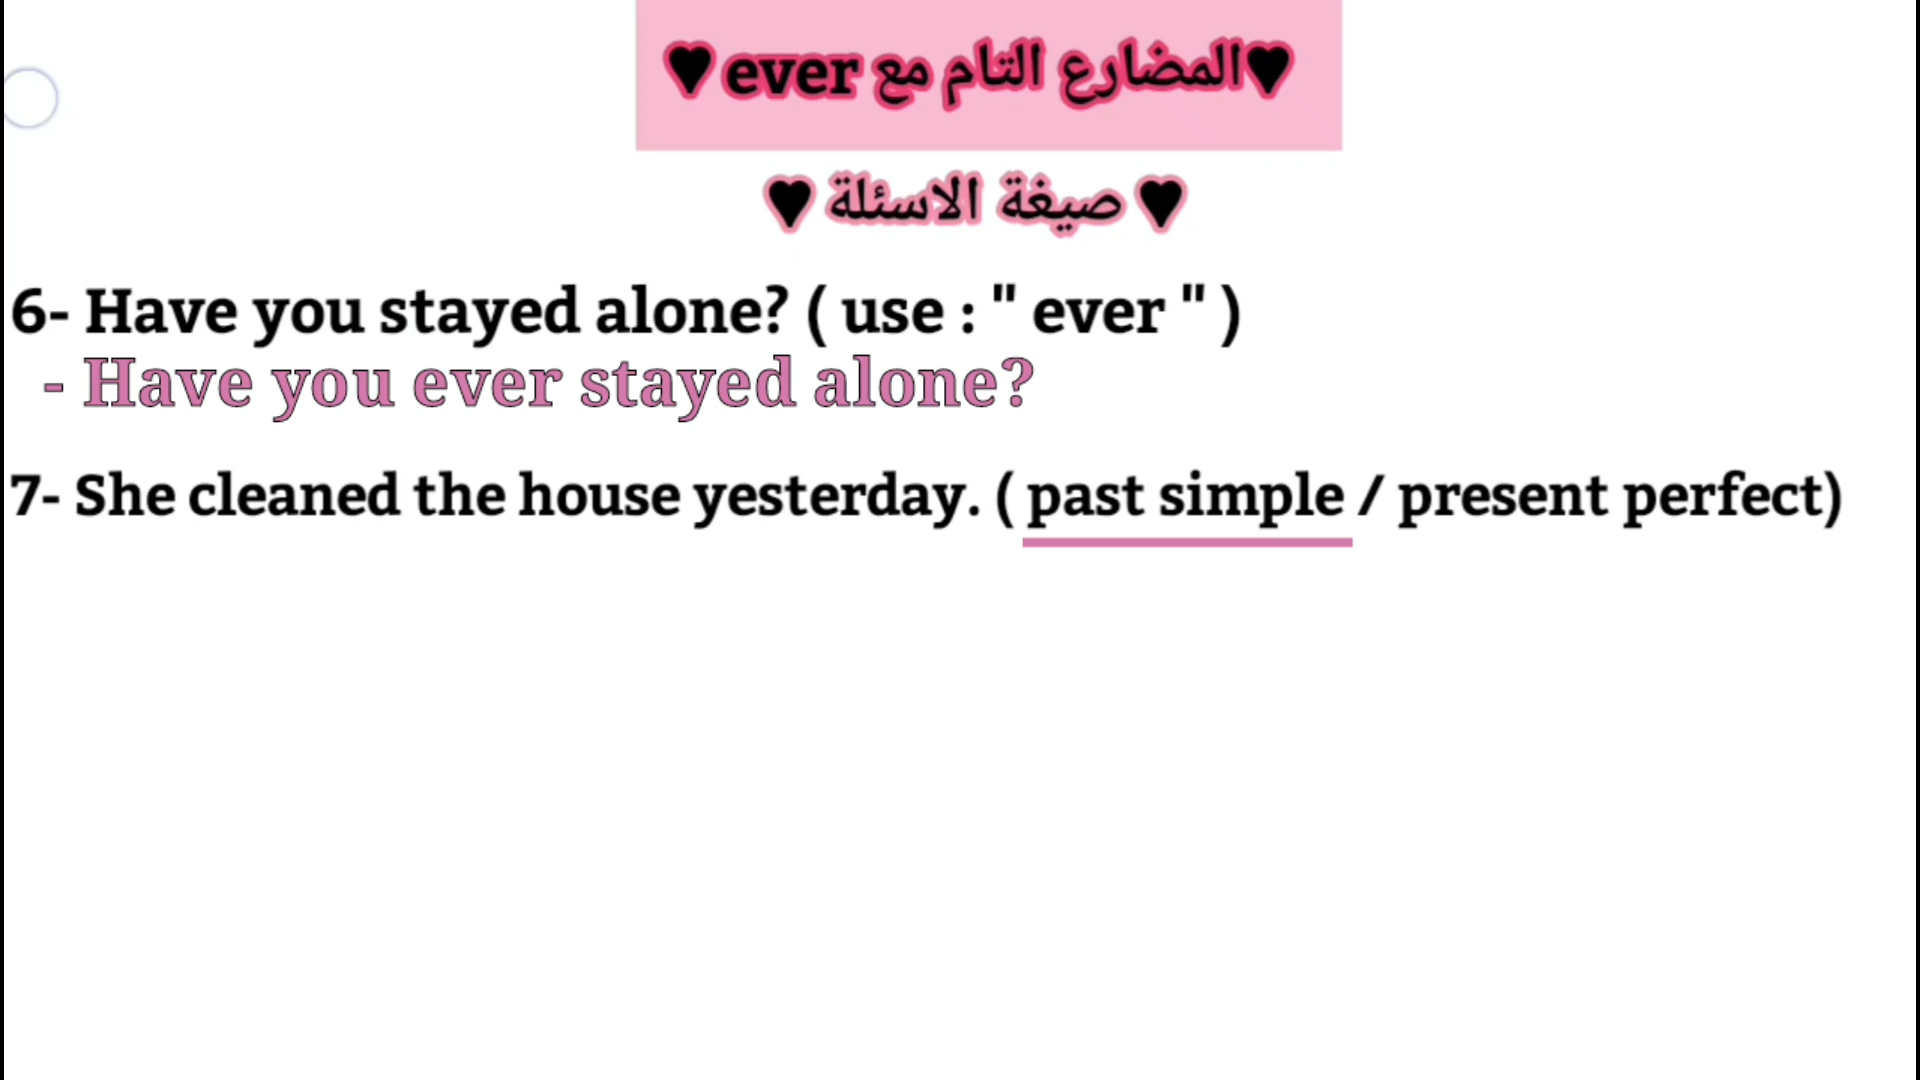 ♥المضارع التام مع ever♥
♥ صيغة الاسئلة ♥
6- Have you stayed alone? ( use : " ever " )
- Have you ever stayed alone?
7- She cleaned the house yesterday. ( past simple / present perfect)